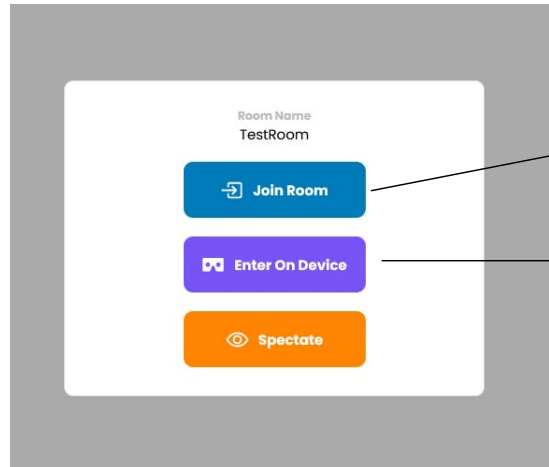 Room Name
TestRoom
Join Room
Enter On Device
Spectate